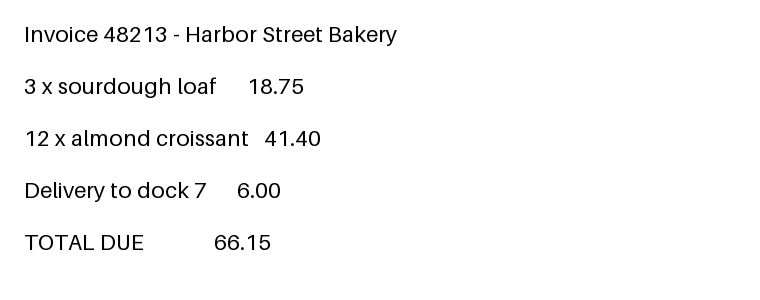 Invoice 48213 - Harbor Street Bakery
3 x sourdough loaf 18.75
12 x almond croissant 41.40
Delivery to dock 7 6.00
TOTAL DUE 66.15